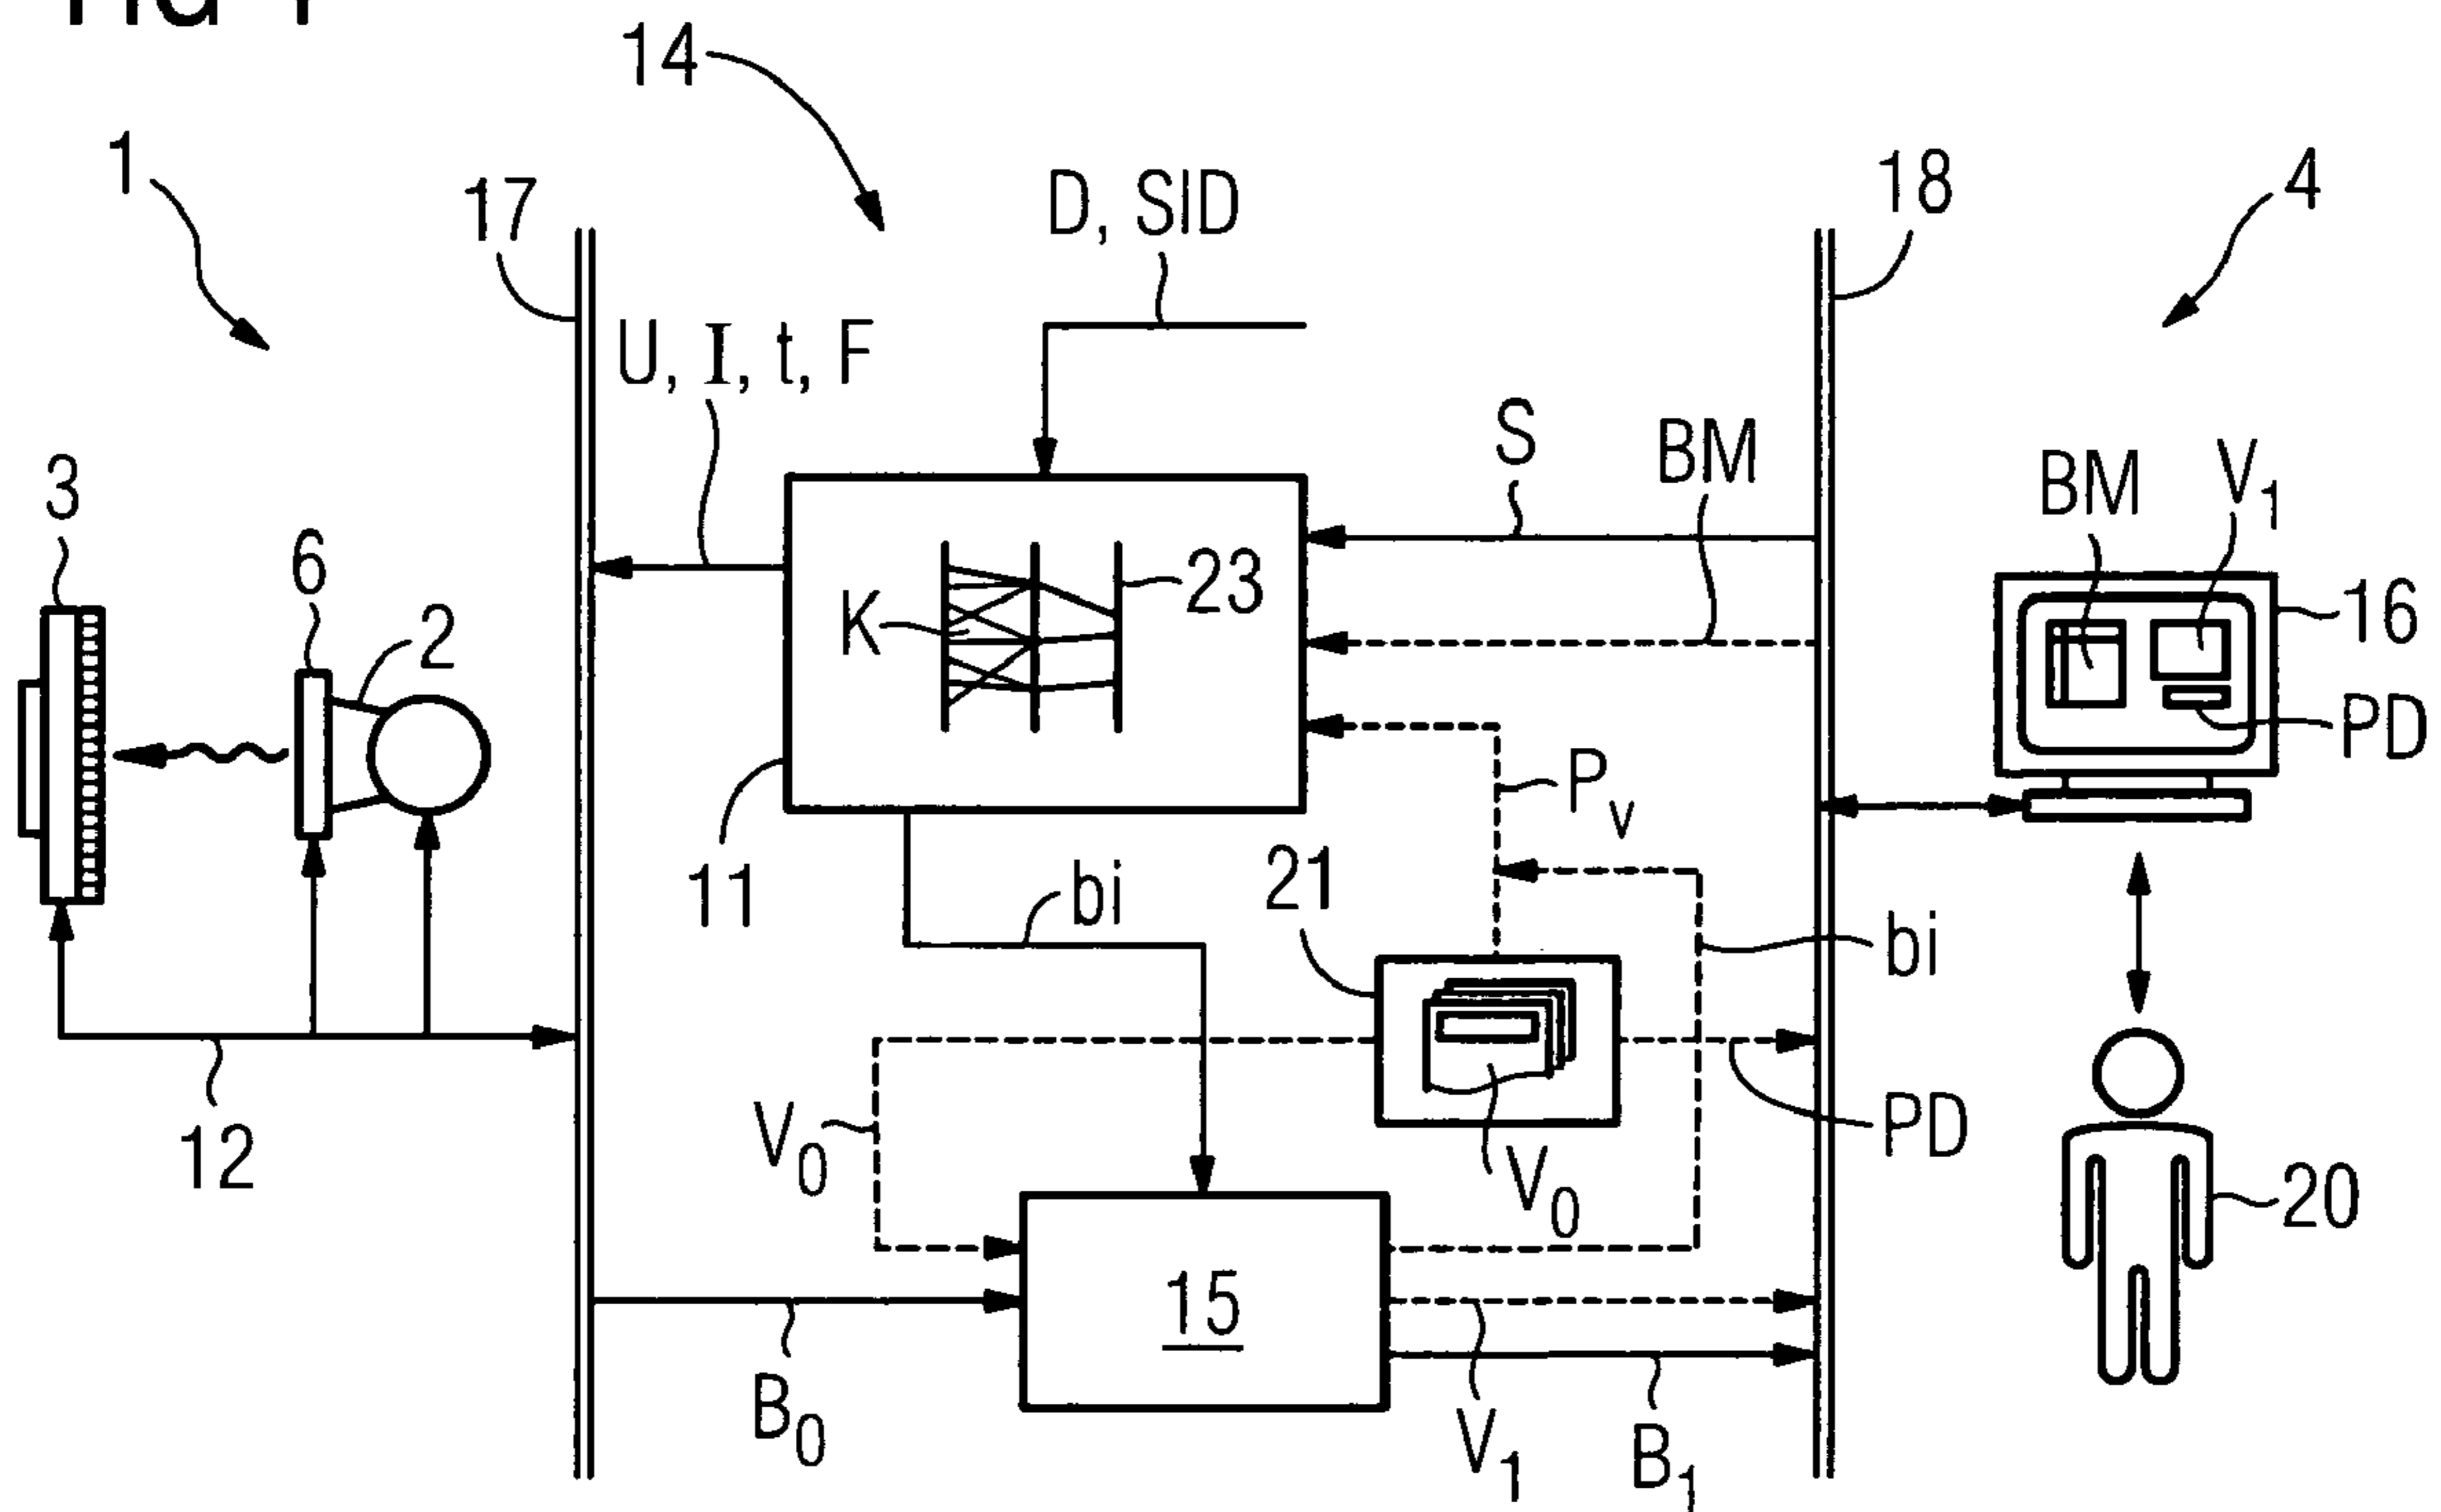 14
1
17
D, SID
18
4
U, I, t, F
S
BM
3
6
2
K
23
BM
V1
16
PD
11
Pv
bi
21
bi
12
V0
V0
PD
20
15
B0
V1
B1